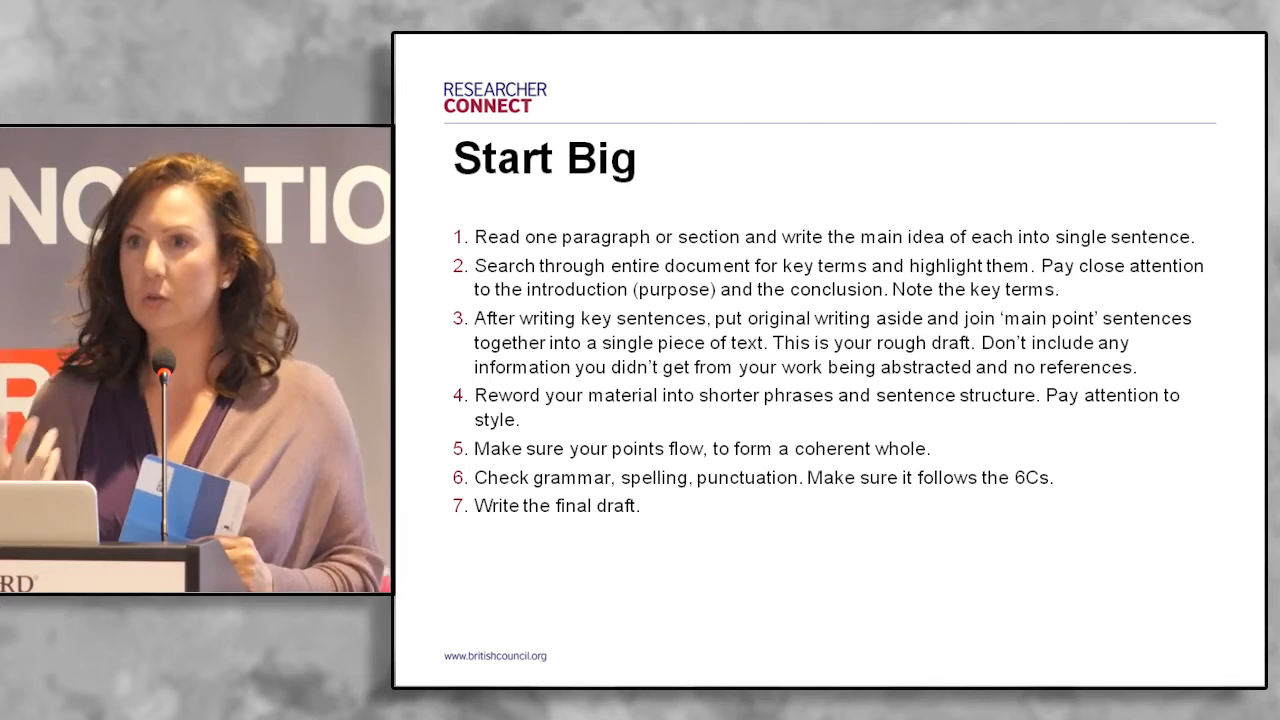 NOVATIO
R
RD
RESEARCHER
CONNECT
Start Big
1. Read one paragraph or section and write the main idea of each into single sentence.
2. Search through entire document for key terms and highlight them. Pay close attention
to the introduction (purpose) and the conclusion. Note the key terms.
3. After writing key sentences, put original writing aside and join ‘main point’ sentences
together into a single piece of text. This is your rough draft. Don’t include any
information you didn’t get from your work being abstracted and no references.
4. Reword your material into shorter phrases and sentence structure. Pay attention to
style.
5. Make sure your points flow, to form a coherent whole.
6. Check grammar, spelling, punctuation. Make sure it follows the 6Cs.
7. Write the final draft.
www.britishcouncil.org